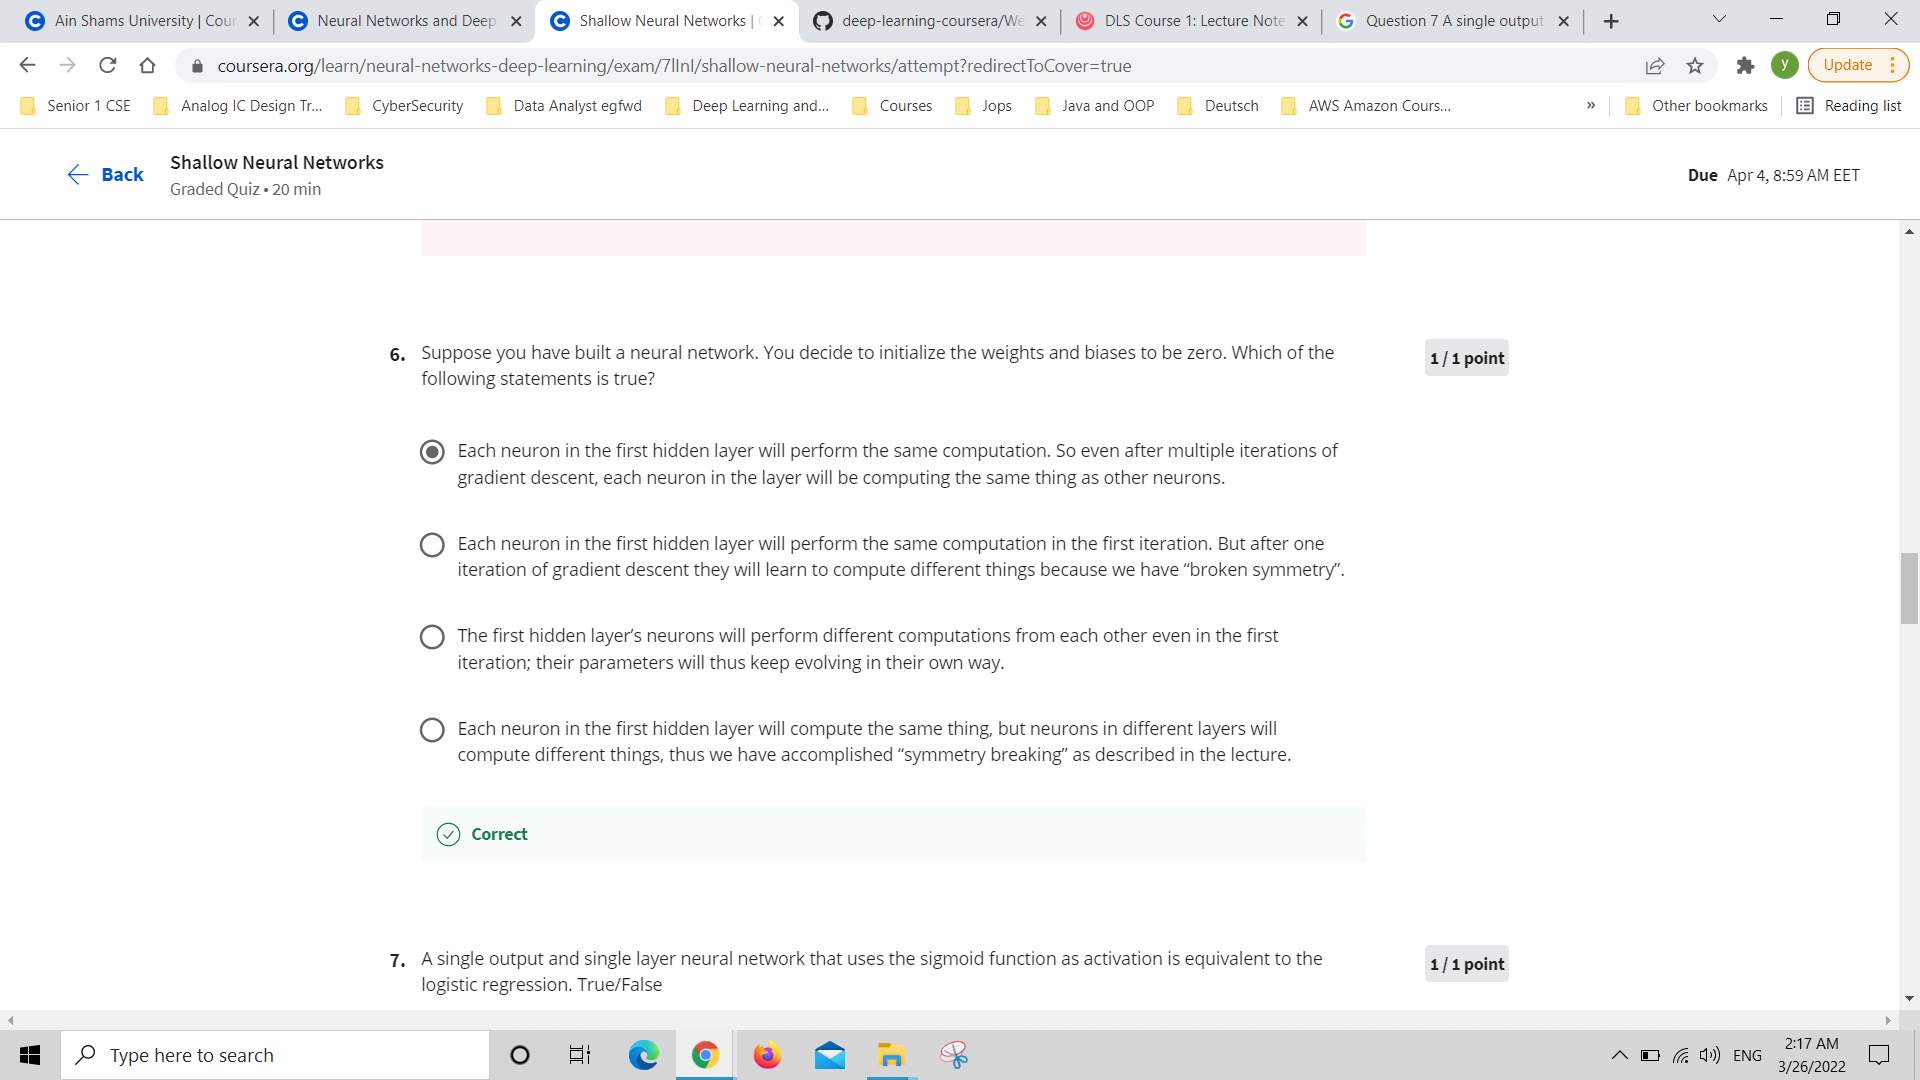 Ain Shams University | Cour
Neural Networks and Deep
Shallow Neural Networks |
deep-learning-coursera/We
DLS Course 1: Lecture Note
Question 7 A single output
coursera.org/learn/neural-networks-deep-learning/exam/7lInI/shallow-neural-networks/attempt?redirectToCover=true
y
Update
Senior 1 CSE
Analog IC Design Tr...
CyberSecurity
Data Analyst egfwd
Deep Learning and...
Courses
Jops
Java and OOP
Deutsch
AWS Amazon Cours...
»
Other bookmarks
Reading list
Back
Shallow Neural Networks
Graded Quiz • 20 min
Due Apr 4, 8:59 AM EET
6. Suppose you have built a neural network. You decide to initialize the weights and biases to be zero. Which of the
following statements is true?
1 / 1 point
Each neuron in the first hidden layer will perform the same computation. So even after multiple iterations of
gradient descent, each neuron in the layer will be computing the same thing as other neurons.
Each neuron in the first hidden layer will perform the same computation in the first iteration. But after one
iteration of gradient descent they will learn to compute different things because we have “broken symmetry”.
The first hidden layer’s neurons will perform different computations from each other even in the first
iteration; their parameters will thus keep evolving in their own way.
Each neuron in the first hidden layer will compute the same thing, but neurons in different layers will
compute different things, thus we have accomplished “symmetry breaking” as described in the lecture.
Correct
7. A single output and single layer neural network that uses the sigmoid function as activation is equivalent to the
logistic regression. True/False
1 / 1 point
Type here to search
ENG
2:17 AM
3/26/2022